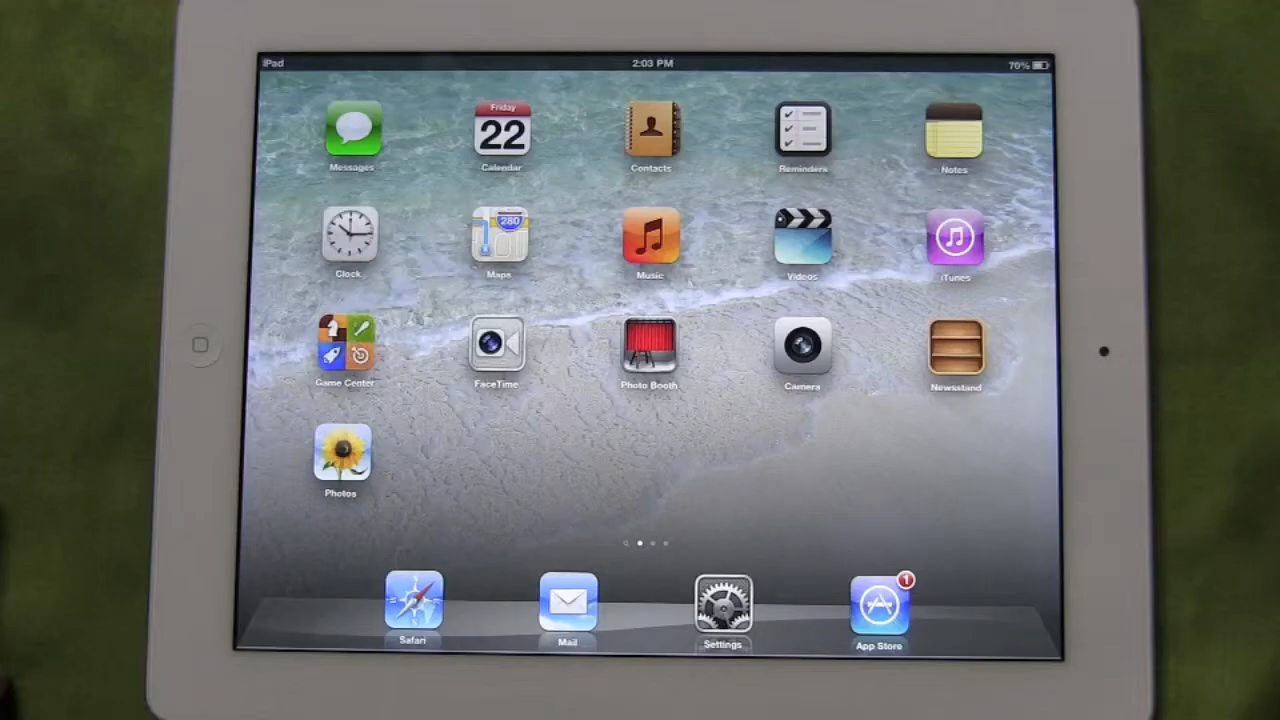 iPad 2:03 PM 70%
Friday
22
Messages Calendar Contacts Reminders Notes
280
Clock Maps Music Videos iTunes
Game Center FaceTime Photo Booth Camera Newsstand
Photos
1
Safari Mail Settings App Store